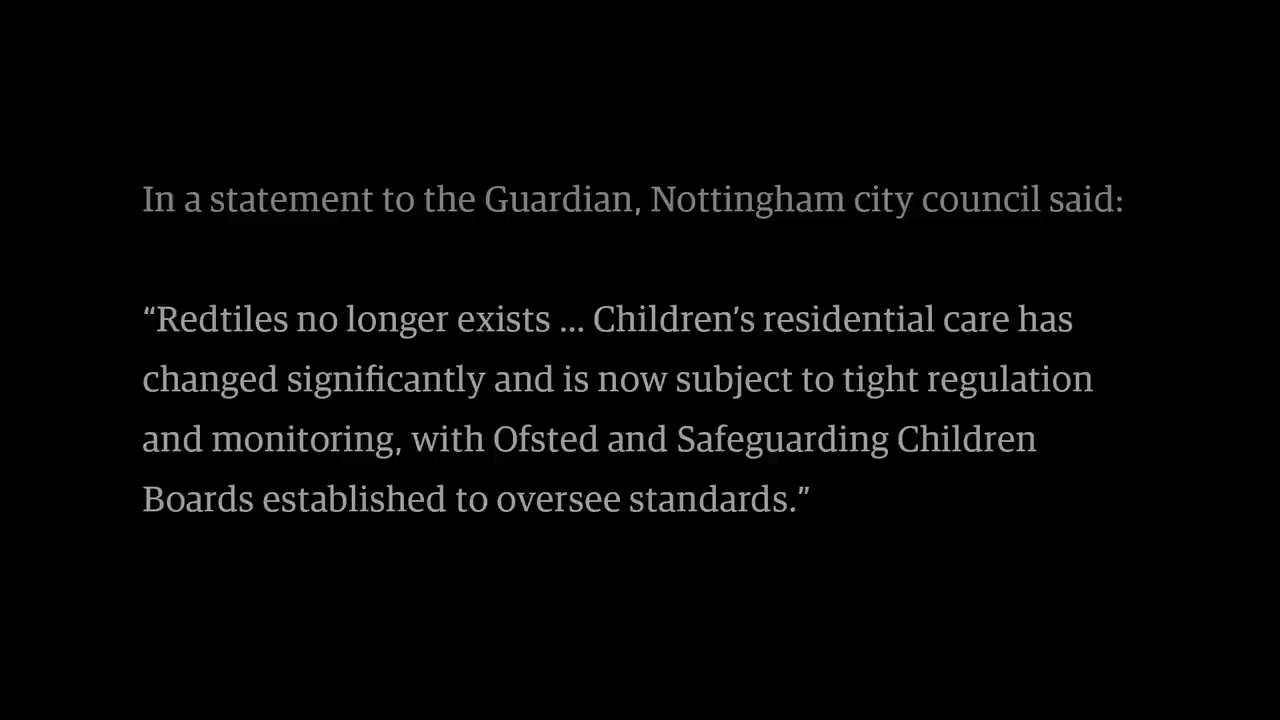 In a statement to the Guardian, Nottingham city council said:
“Redtiles no longer exists ... Children’s residential care has
changed significantly and is now subject to tight regulation
and monitoring, with Ofsted and Safeguarding Children
Boards established to oversee standards.”